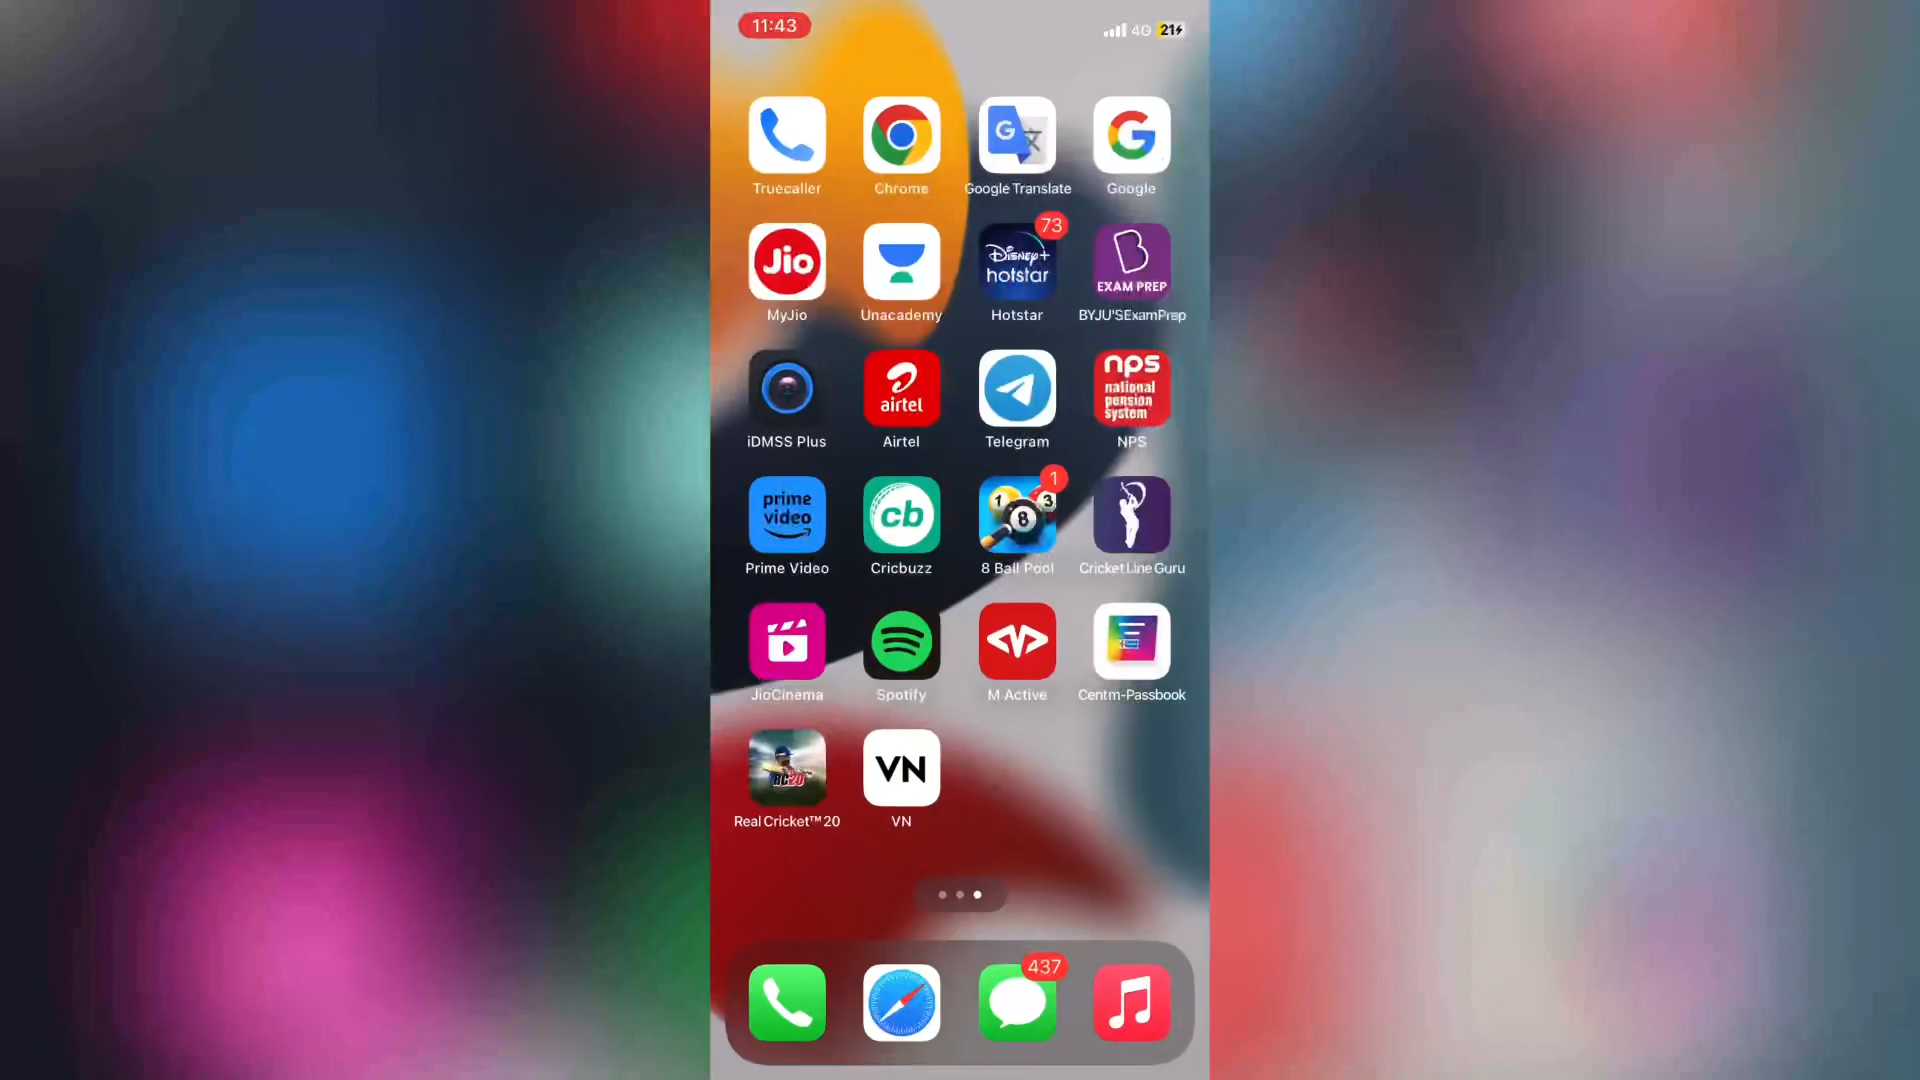 11:43 4G 21
Truecaller Chrome Google Translate Google
73
Jio Disney+ hotstar B EXAM PREP
MyJio Unacademy Hotstar BYJU'SExamPrep
airtel nps national pension system
iDMSS Plus Airtel Telegram NPS
1
prime video cb 1 8 3
Prime Video Cricbuzz 8 Ball Pool Cricket Line Guru
JioCinema Spotify M Active Centm-Passbook
RC20 VN
Real Cricket™ 20 VN
437